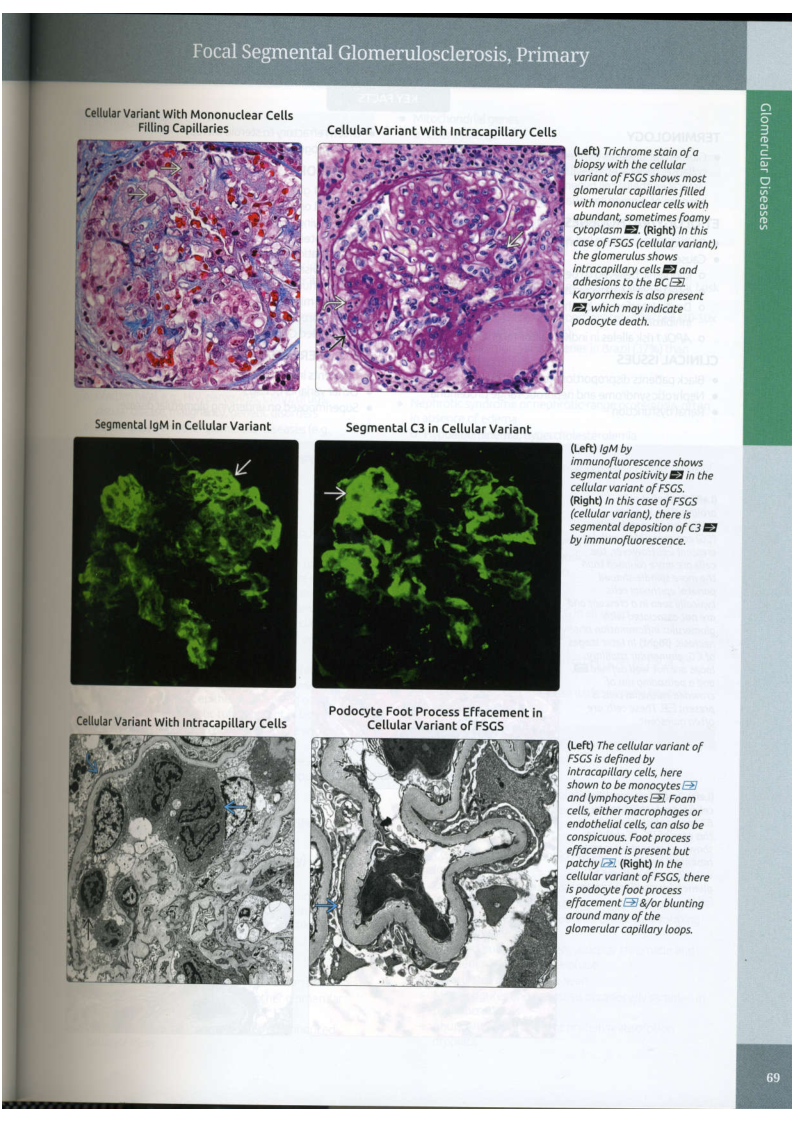 Focal Segmental Glomerulosclerosis, Primary
Glomerular Diseases
KEY FACTS
TERMINOLOGY
CLINICAL ISSUES
Cellular Variant With Mononuclear Cells
Filling Capillaries
Cellular Variant With Intracapillary Cells
(Left) Trichrome stain of a
biopsy with the cellular
variant of FSGS shows most
glomerular capillaries filled
with mononuclear cells with
abundant, sometimes foamy
cytoplasm. (Right) In this
case of FSGS (cellular variant),
the glomerulus shows
intracapillary cells and
adhesions to the BC.
Karyorrhexis is also present
, which may indicate
podocyte death.
Segmental IgM in Cellular Variant
Segmental C3 in Cellular Variant
(Left) IgM by
immunofluorescence shows
segmental positivity in the
cellular variant of FSGS.
(Right) In this case of FSGS
(cellular variant), there is
segmental deposition of C3
by immunofluorescence.
Cellular Variant With Intracapillary Cells
Podocyte Foot Process Effacement in
Cellular Variant of FSGS
(Left) The cellular variant of
FSGS is defined by
intracapillary cells, here
shown to be monocytes
and lymphocytes. Foam
cells, either macrophages or
endothelial cells, can also be
conspicuous. Foot process
effacement is present but
patchy. (Right) In the
cellular variant of FSGS, there
is podocyte foot process
effacement &/or blunting
around many of the
glomerular capillary loops.
69